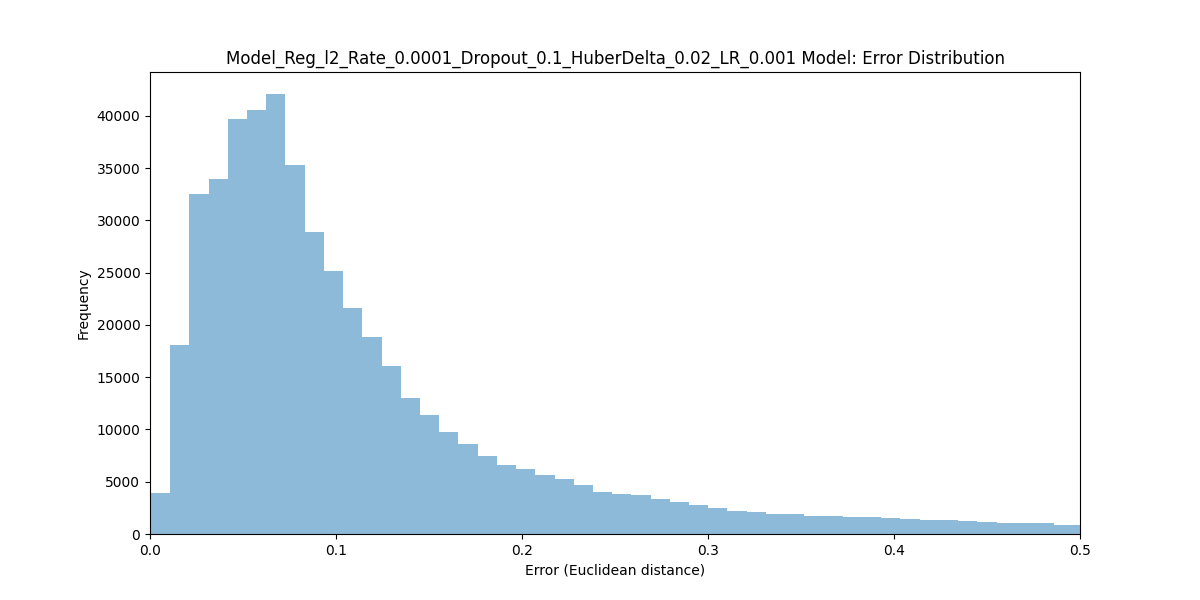 Model_Reg_l2_Rate_0.0001_Dropout_0.1_HuberDelta_0.02_LR_0.001 Model: Error Distribution
Frequency
40000
35000
30000
25000
20000
15000
10000
5000
0
0.0 0.1 0.2 0.3 0.4 0.5
Error (Euclidean distance)